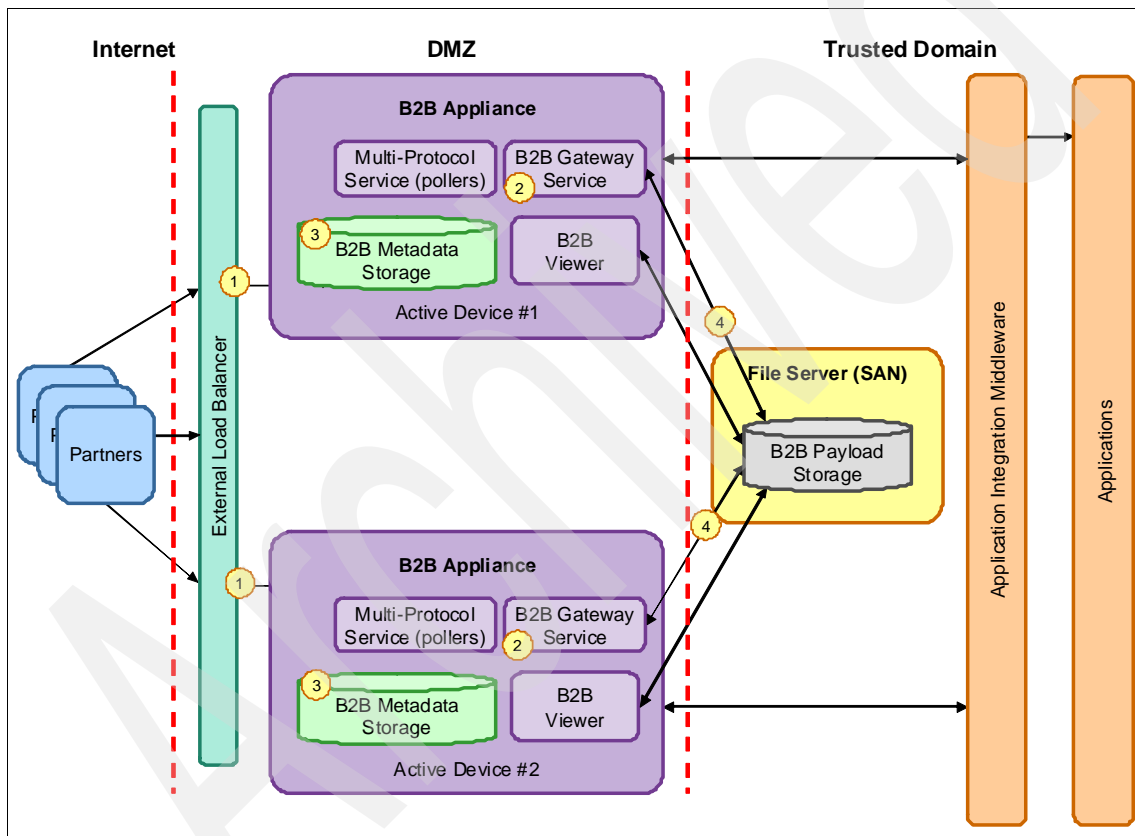 Internet
DMZ
Trusted Domain
B2B Appliance
Multi-Protocol
Service (pollers)
B2B Gateway
Service
2
3
B2B Metadata
Storage
B2B
Viewer
Active Device #1
1
4
External Load Balancer
P
P
Partners
File Server (SAN)
B2B Payload
Storage
4
Application Integration Middleware
Applications
1
B2B Appliance
Multi-Protocol
Service (pollers)
B2B Gateway
Service
2
3
B2B Metadata
Storage
B2B
Viewer
Active Device #2
Archived